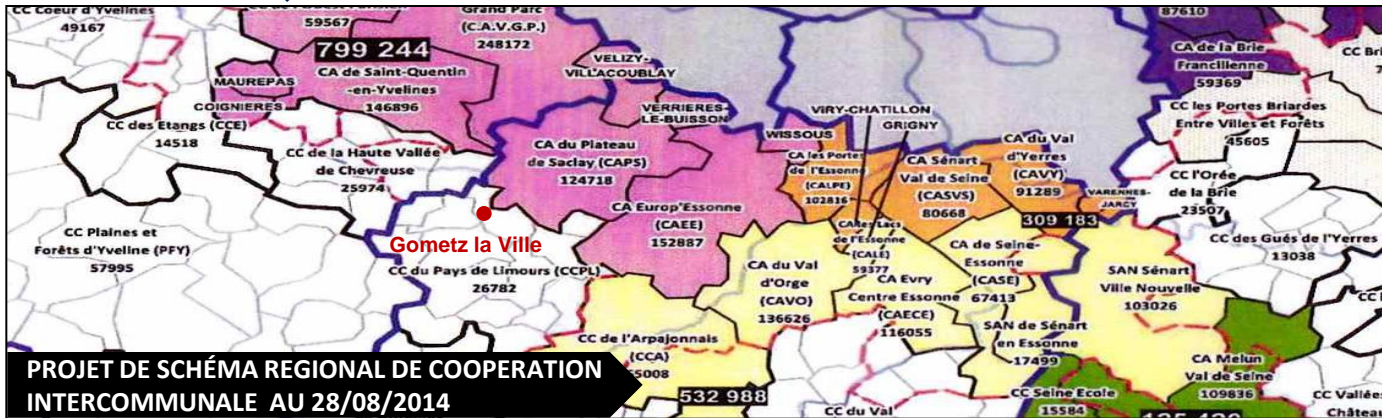 CC Coeur d'Yvelines
49167
59567
Grand Parc
(C.A.V.G.P.)
248172
799 244
CA de Saint-Quentin
-en-Yvelines
146896
MAUREPAS
COIGNIERES
VELIZY-
VILLACOUBLAY
VERRIERES-
LE-BUISSON
WISSOUS
VIRY-CHATILLON
GRIGNY
87610
CA de la Brie
Francilienne
59369
CC les Portes Briardes
Entre Villes et Forêts
45605
CC des Etangs (CCE)
14518
CC de la Haute Vallée
de Chevreuse
25974
CA du Plateau
de Saclay (CAPS)
124718
CA les Portes
de l'Essonne
(CALPE)
102816
CA Sénart
Val de Seine
(CASVS)
80668
CA du Val
d'Yerres
(CAVY)
91289
VARENNES-
JARCY
CC l'Orée
de la Brie
23507
CC Plaines et
Forêts d'Yveline (PFY)
57995
Gometz la Ville
CC du Pays de Limours (CCPL)
26782
CA Europ'Essonne
(CAEE)
152887
CA les Lacs
de l'Essonne
(CALE)
59377
309 183
CC des Gués de l'Yerres
13038
CA du Val
d'Orge
(CAVO)
136626
CA Evry
Centre Essonne
(CAECE)
116055
CA de Seine-
Essonne
(CASE)
67413
SAN Sénart
Ville Nouvelle
103026
SAN de Sénart
en Essonne
17499
CC de l'Arpajonnais
(CCA)
65008
532 988
CC du Val
CC Seine Ecole
15584
CA Melun
Val de Seine
109836
CC Vallées
Château
PROJET DE SCHÉMA REGIONAL DE COOPERATION
INTERCOMMUNALE AU 28/08/2014